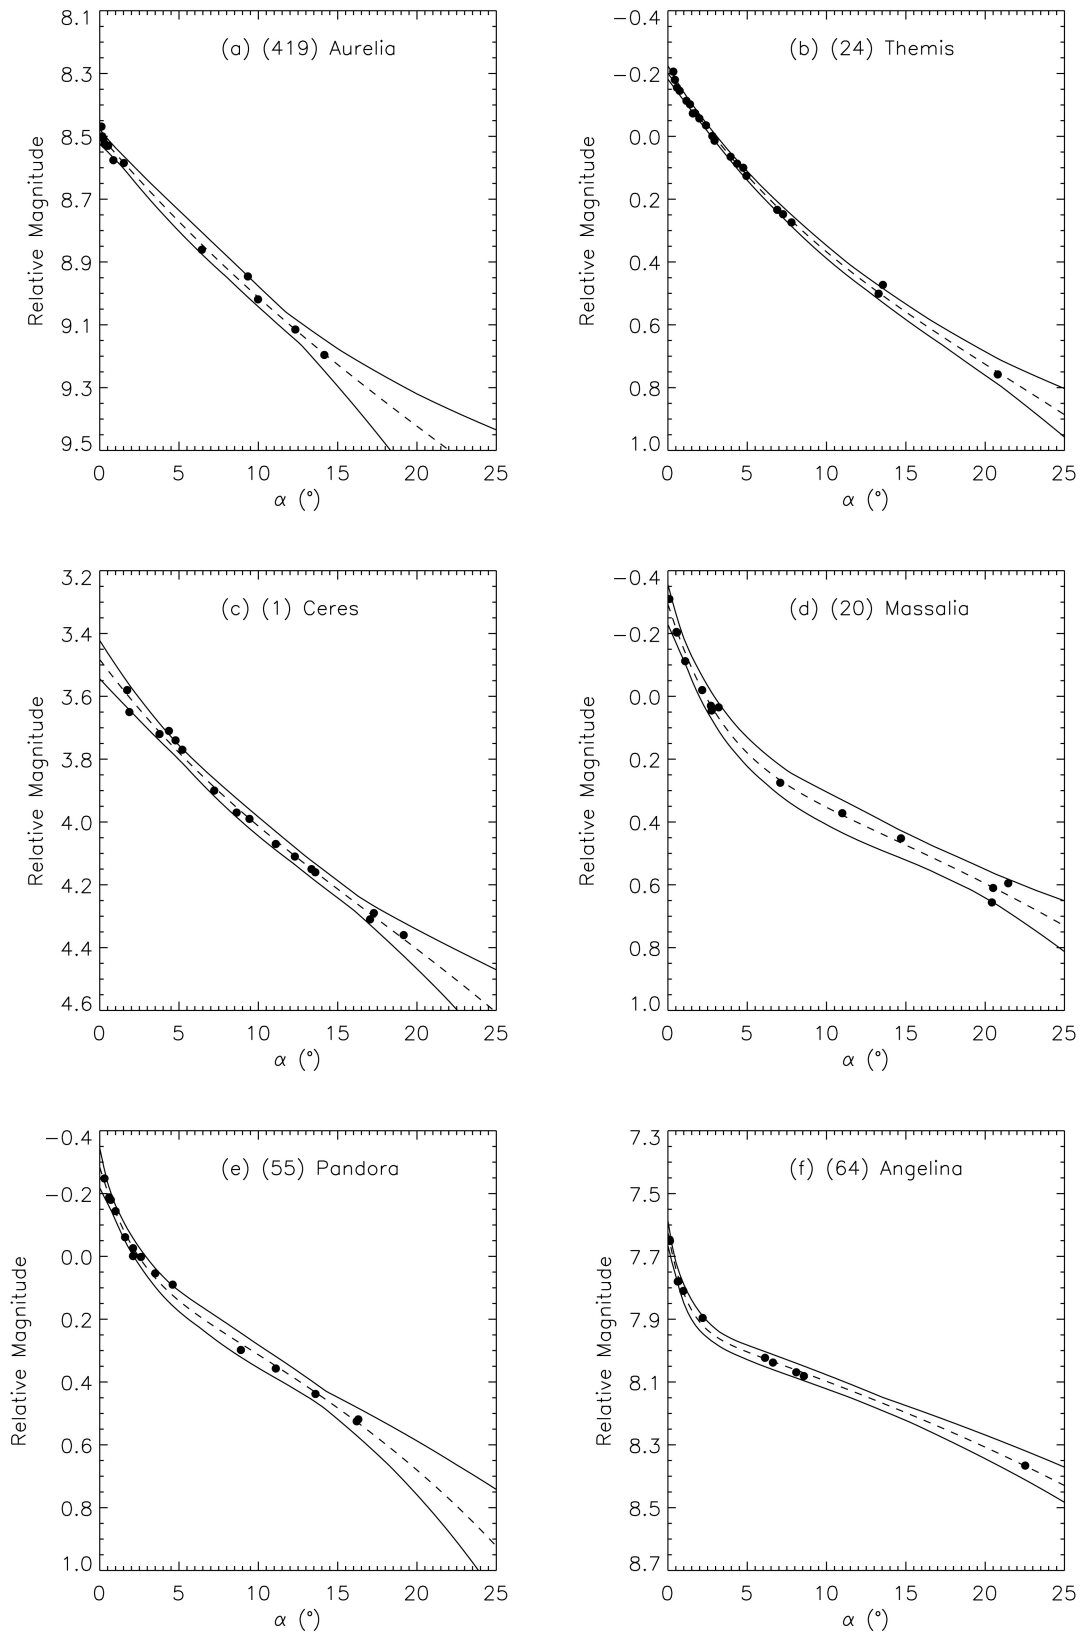 (a) (419) Aurelia
8.1
8.3
8.5
8.7
8.9
9.1
9.3
9.5
Relative Magnitude
0 5 10 15 20 25
α (°)
(b) (24) Themis
−0.4
−0.2
0.0
0.2
0.4
0.6
0.8
1.0
Relative Magnitude
0 5 10 15 20 25
α (°)
(c) (1) Ceres
3.2
3.4
3.6
3.8
4.0
4.2
4.4
4.6
Relative Magnitude
0 5 10 15 20 25
α (°)
(d) (20) Massalia
−0.4
−0.2
0.0
0.2
0.4
0.6
0.8
1.0
Relative Magnitude
0 5 10 15 20 25
α (°)
(e) (55) Pandora
−0.4
−0.2
0.0
0.2
0.4
0.6
0.8
1.0
Relative Magnitude
0 5 10 15 20 25
α (°)
(f) (64) Angelina
7.3
7.5
7.7
7.9
8.1
8.3
8.5
8.7
Relative Magnitude
0 5 10 15 20 25
α (°)